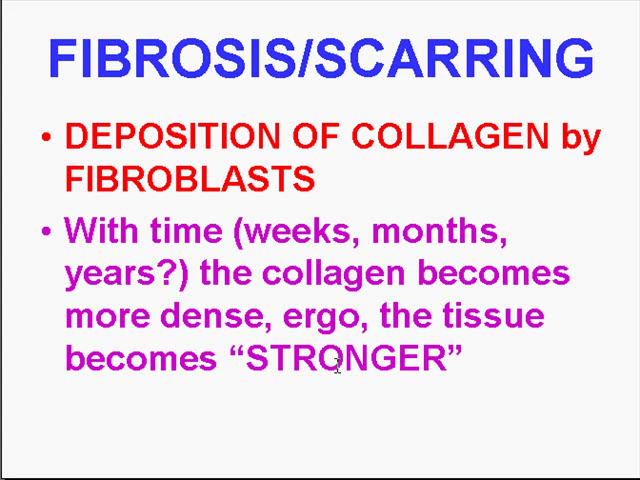 FIBROSIS/SCARRING
• DEPOSITION OF COLLAGEN by
FIBROBLASTS
• With time (weeks, months,
years?) the collagen becomes
more dense, ergo, the tissue
becomes “STRONGER”